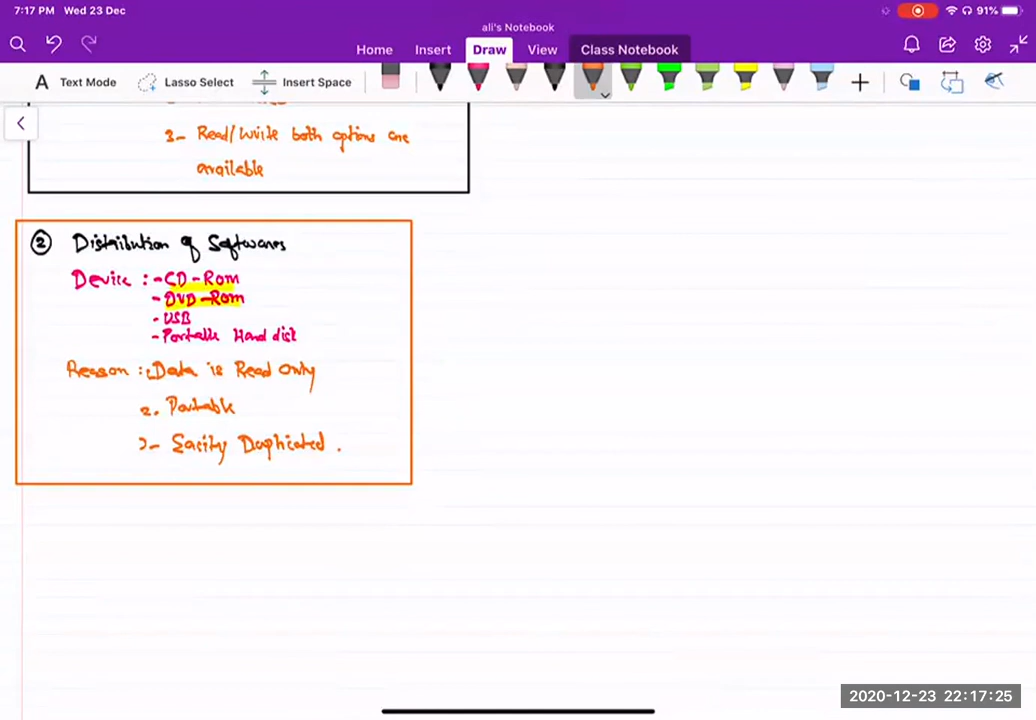 7:17 PM Wed 23 Dec
91%
ali's Notebook
Home Insert Draw View Class Notebook
A Text Mode Lasso Select Insert Space
3- Read/Write both options are
available
② Distribution of Softwares
Device : - CD-Rom
- DVD-Rom
- USB
- Portable Hard disk
Reason : 1. Data is Read Only
2. Portable
3- Easily Duplicated .
2020-12-23 22:17:25